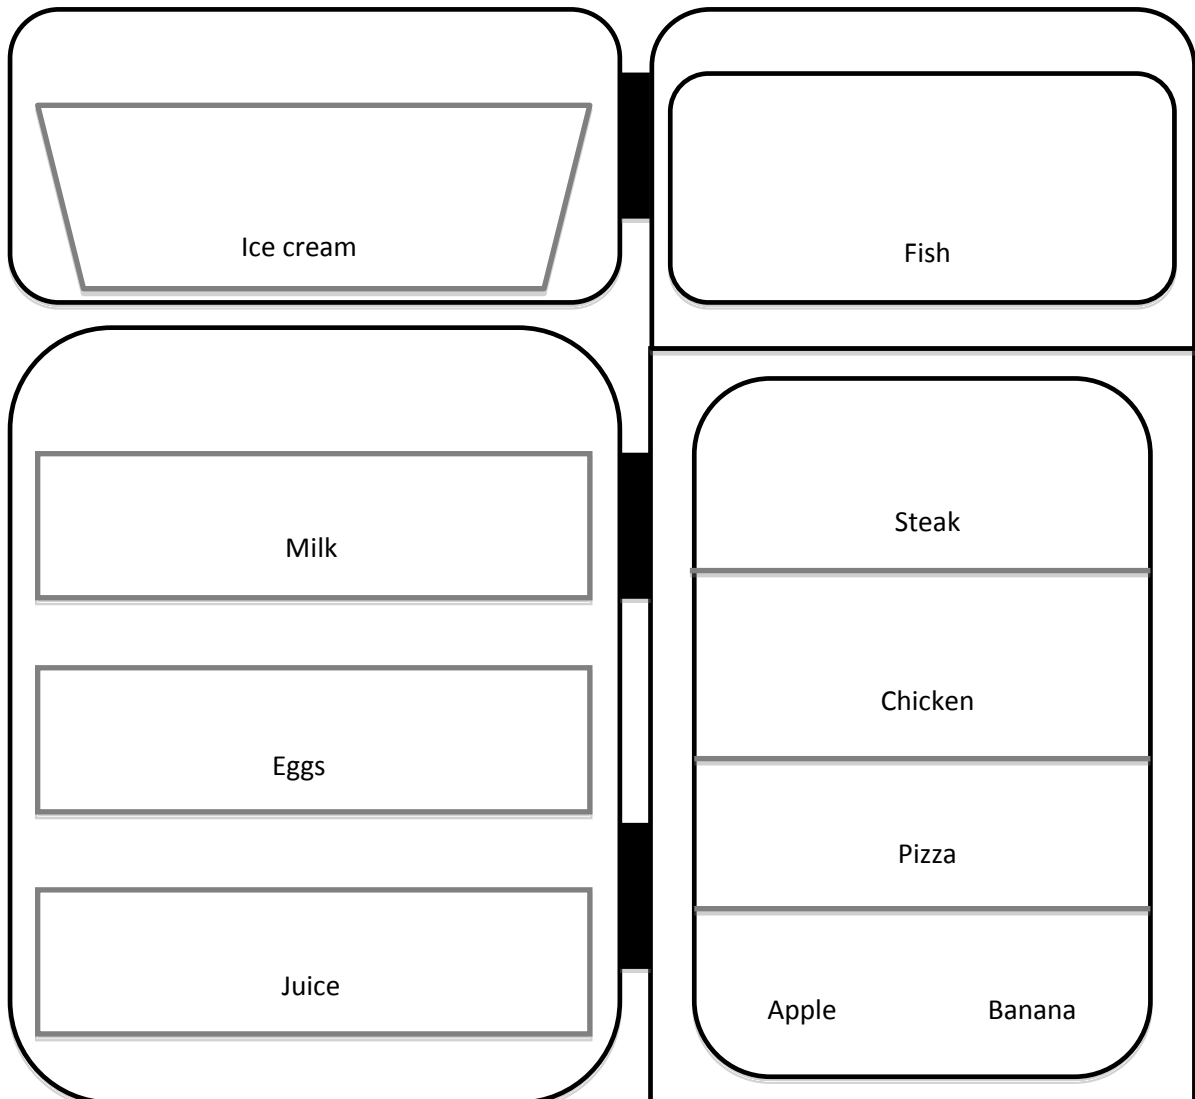 Ice cream
Fish
Milk
Eggs
Juice
Steak
Chicken
Pizza
Apple Banana